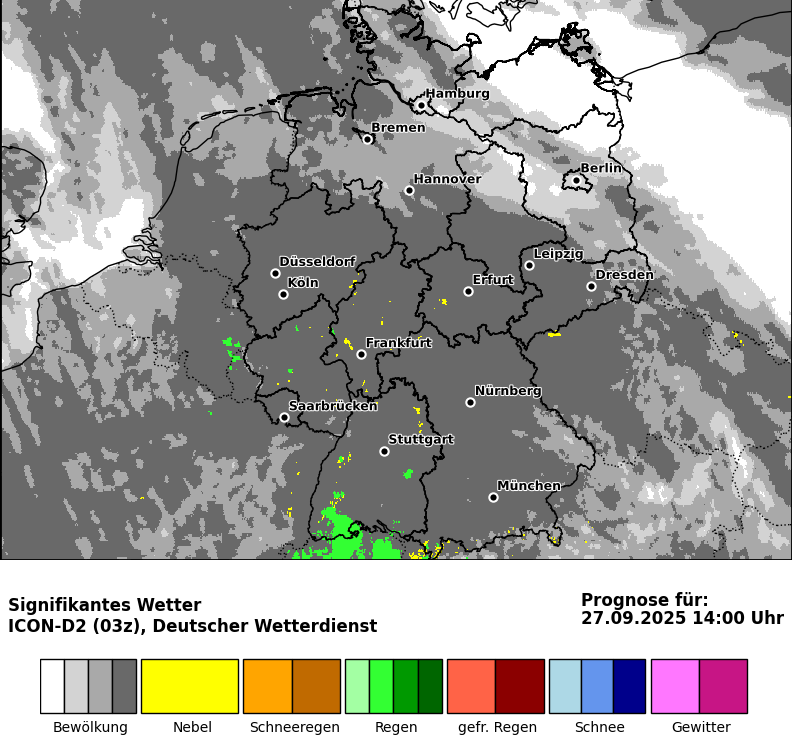 Hamburg
Bremen
Berlin
Hannover
Düsseldorf
Köln
Leipzig
Erfurt
Dresden
Frankfurt
Nürnberg
Saarbrücken
Stuttgart
München
Signifikantes Wetter
ICON-D2 (03z), Deutscher Wetterdienst
Prognose für:
27.09.2025 14:00 Uhr
Bewölkung Nebel Schneeregen Regen gefr. Regen Schnee Gewitter